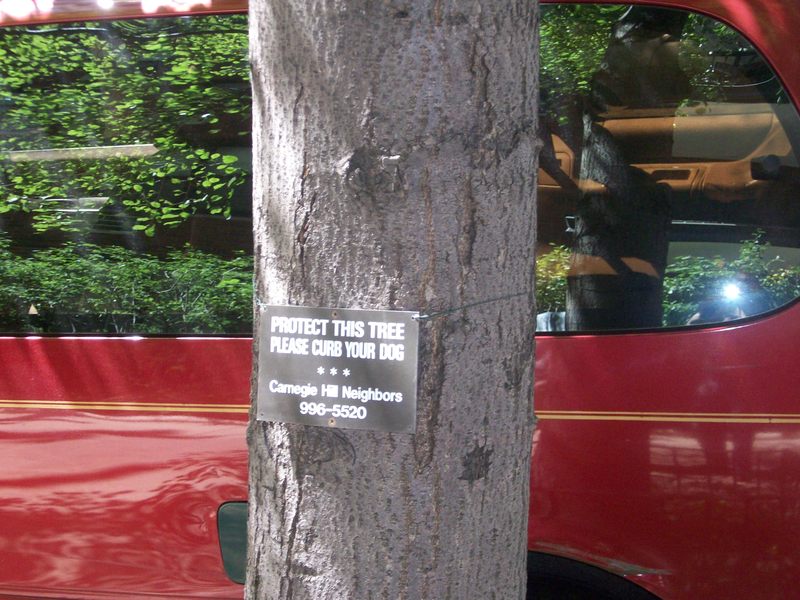 PROTECT THIS TREE
PLEASE CURB YOUR DOG
* * *
Carnegie Hill Neighbors
996-5520